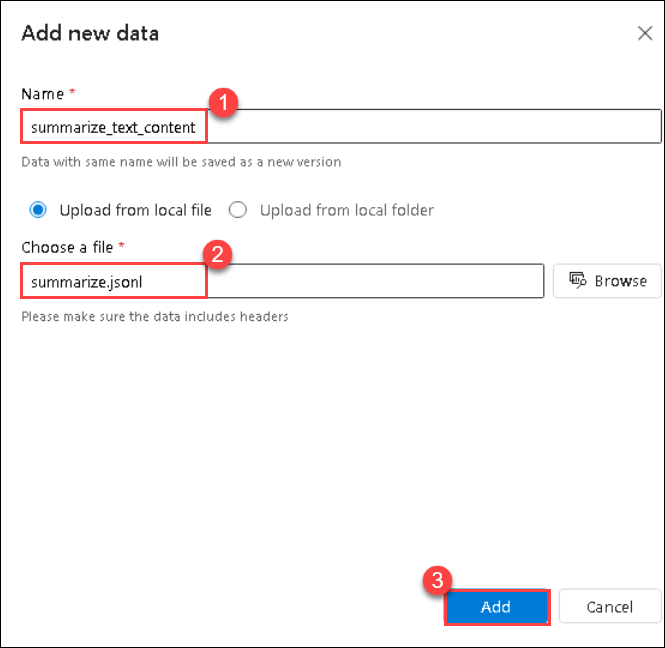 Add new data
Name *
1
summarize_text_content
Data with same name will be saved as a new version
Upload from local file Upload from local folder
Choose a file *
2
summarize.jsonl
Browse
Please make sure the data includes headers
3
Add
Cancel